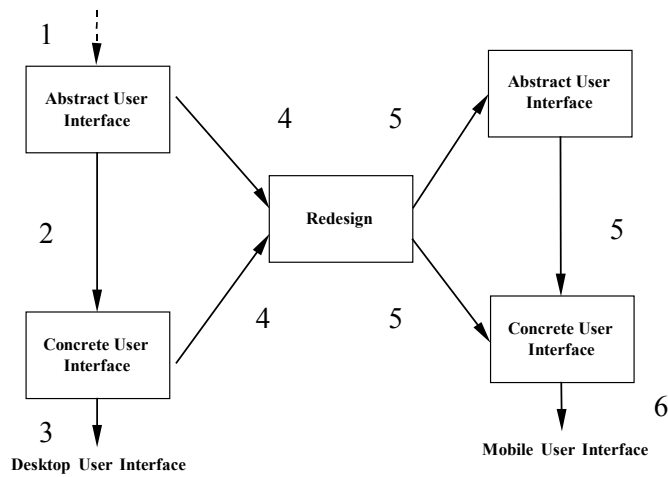 1
Abstract User
Interface
Abstract User
Interface
4
5
Redesign
2
5
4
5
Concrete User
Interface
Concrete User
Interface
3
6
Desktop User Interface
Mobile User Interface